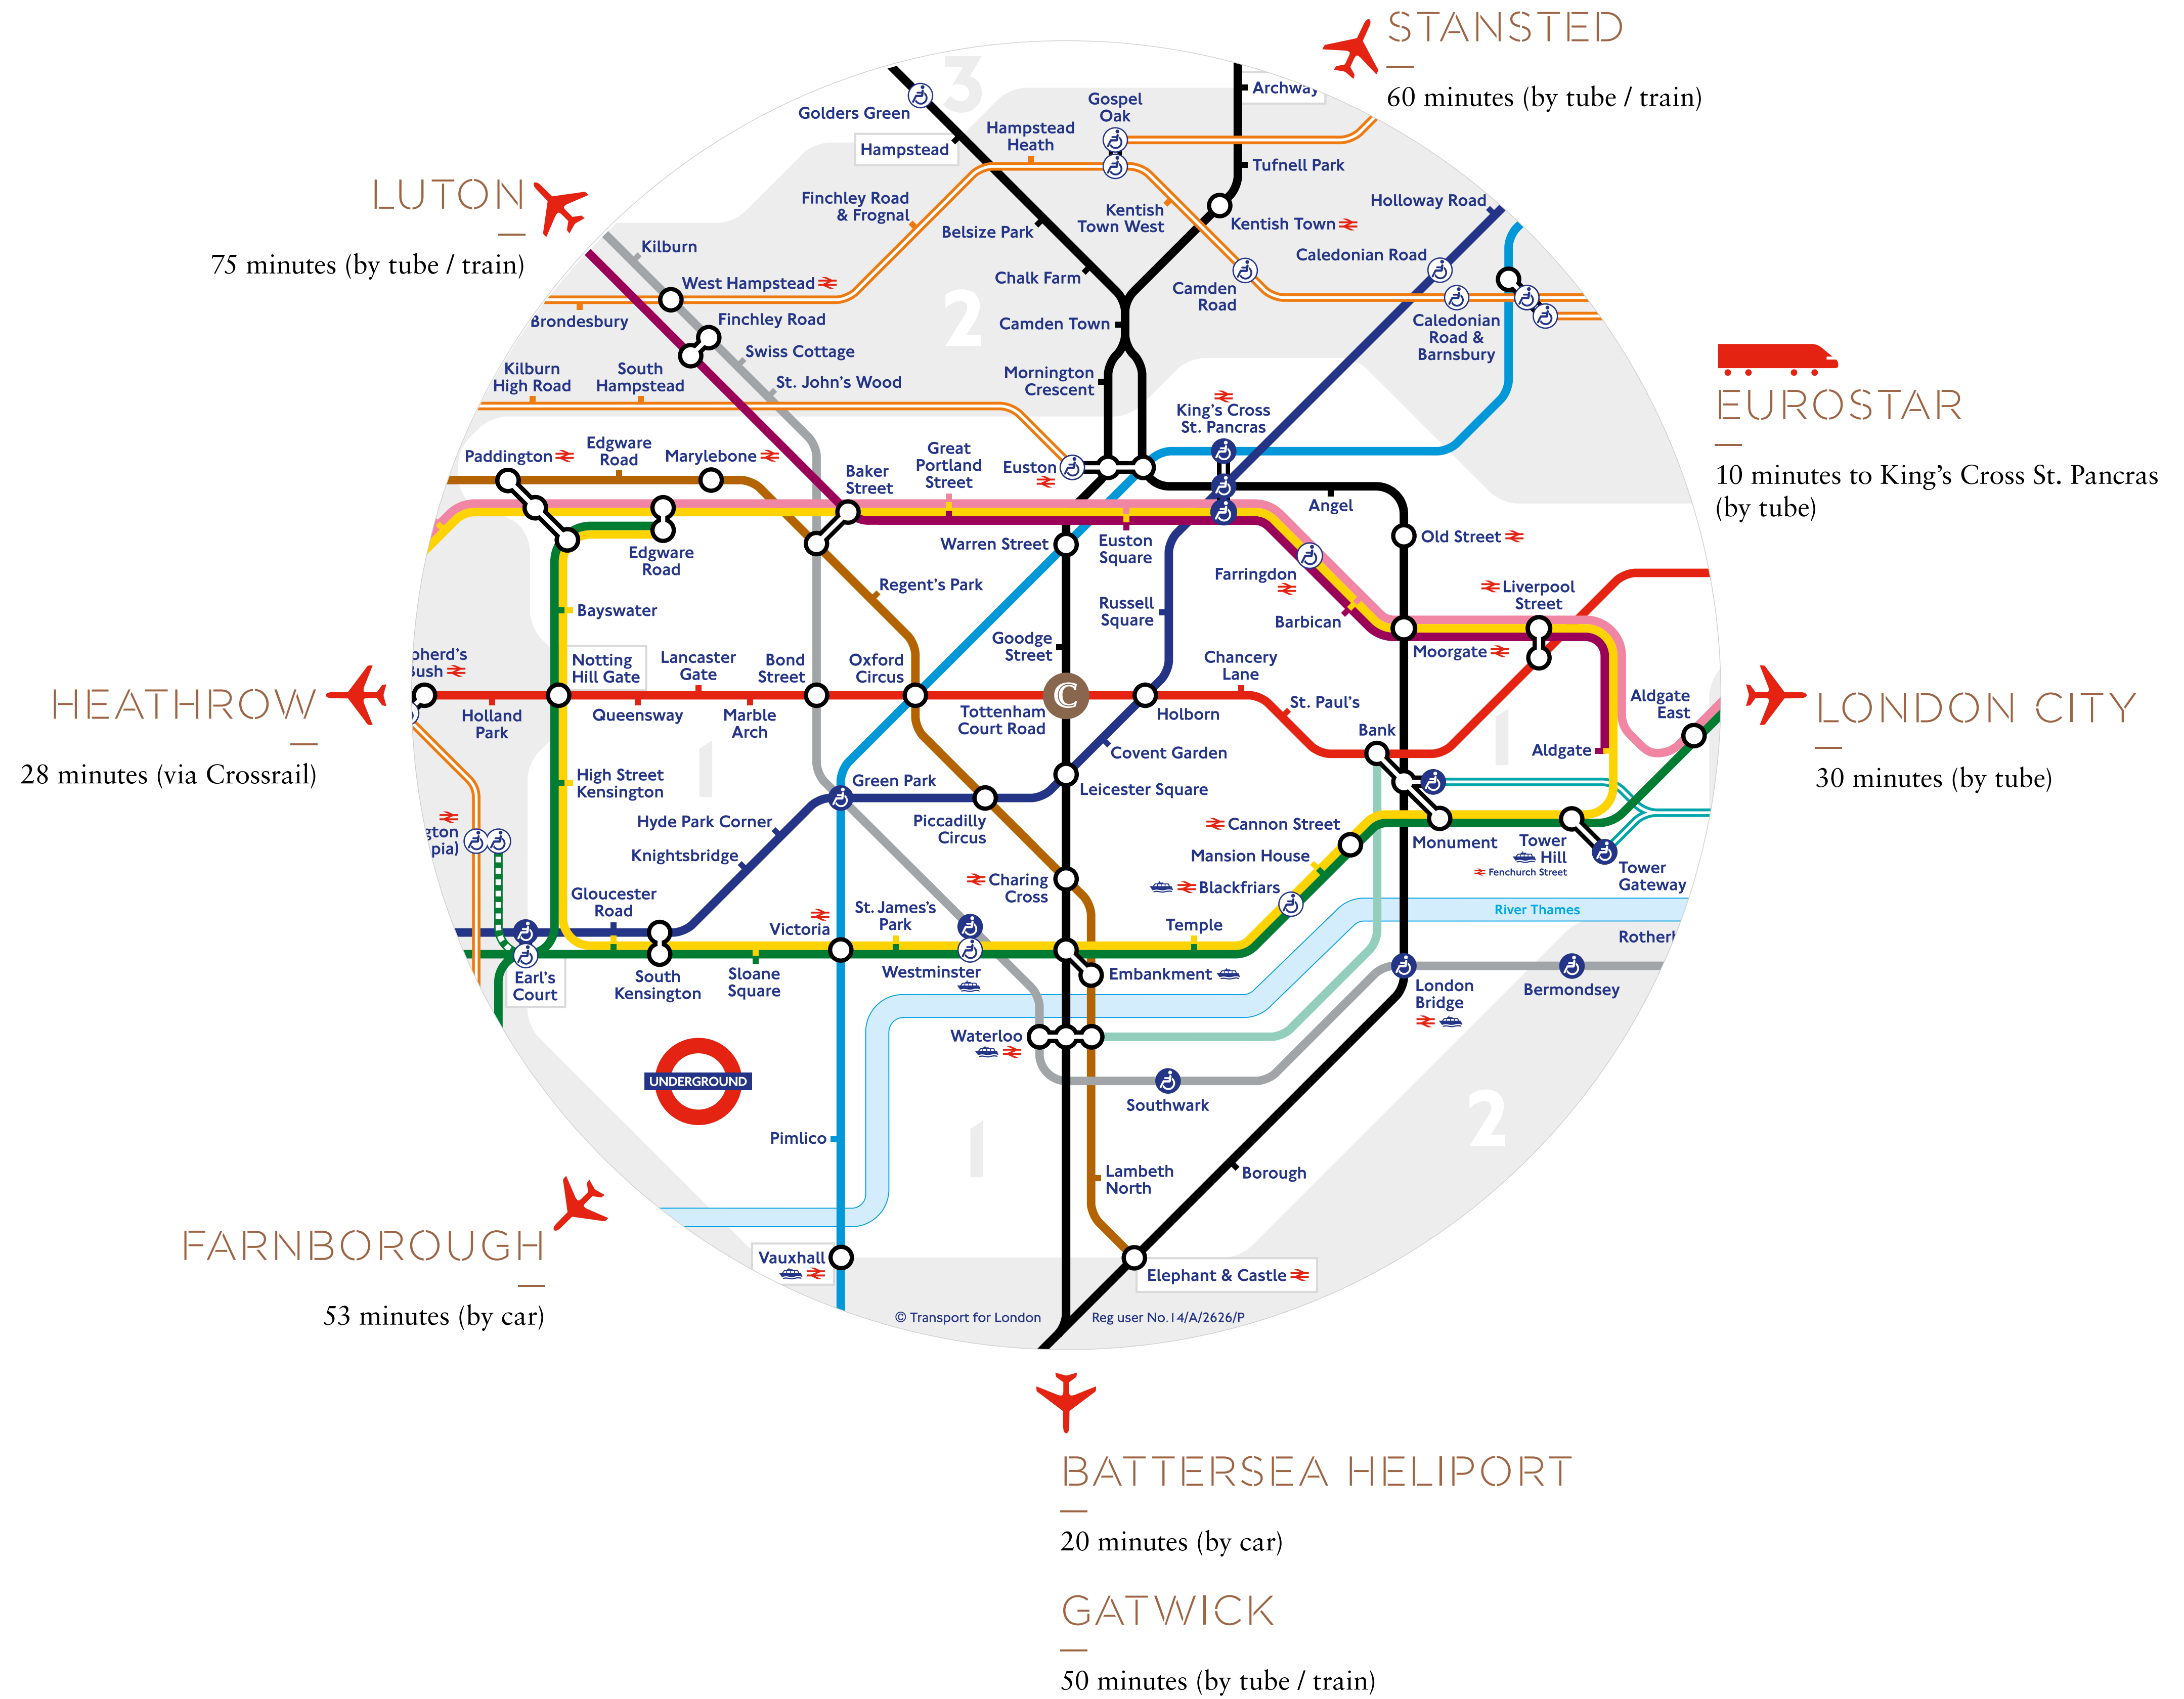 STANSTED
60 minutes (by tube / train)
LUTON
75 minutes (by tube / train)
EUROSTAR
10 minutes to King's Cross St. Pancras
(by tube)
HEATHROW
28 minutes (via Crossrail)
LONDON CITY
30 minutes (by tube)
FARNBOROUGH
53 minutes (by car)
BATTERSEA HELIPORT
20 minutes (by car)
GATWICK
50 minutes (by tube / train)
3
Golders Green
Hampstead
Hampstead
Heath
Gospel
Oak
Archway
Tufnell Park
Finchley Road
& Frognal
Belsize Park
Kentish
Town West
Kentish Town
Holloway Road
Caledonian Road
Kilburn
West Hampstead
Brondesbury
Finchley Road
Swiss Cottage
St. John's Wood
Chalk Farm
Camden
Road
Camden Town
2
Caledonian
Road &
Barnsbury
Kilburn
High Road
South
Hampstead
Mornington
Crescent
King's Cross
St. Pancras
Paddington
Edgware
Road
Marylebone
Baker
Street
Great
Portland
Street
Euston
Angel
Old Street
Edgware
Road
Warren Street
Euston
Square
Farringdon
Barbican
Liverpool
Street
Moorgate
Bayswater
Regent's Park
Russell
Square
Goodge
Street
pherd's
Bush
Notting
Hill Gate
Lancaster
Gate
Bond
Street
Oxford
Circus
Chancery
Lane
C
Holland
Park
Queensway
Marble
Arch
Tottenham
Court Road
Holborn
St. Paul's
Bank
Aldgate
East
Aldgate
1
1
High Street
Kensington
Covent Garden
Green Park
Leicester Square
Hyde Park Corner
Knightsbridge
Piccadilly
Circus
Cannon Street
Mansion House
Blackfriars
Monument
Tower
Hill
Fenchurch Street
Tower
Gateway
gton
pia)
Gloucester
Road
Charing
Cross
Victoria
St. James's
Park
Temple
River Thames
Earl's
Court
South
Kensington
Sloane
Square
Westminster
Embankment
London
Bridge
Bermondsey
Rotherh
UNDERGROUND
Waterloo
Southwark
Pimlico
1
2
Lambeth
North
Borough
Vauxhall
Elephant & Castle
© Transport for London
Reg user No.14/A/2626/P